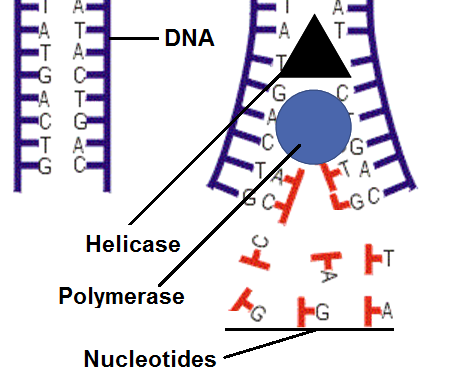 T A T A
A T A T
DNA
T A T
G C G C
A T A
C G C G
T A T A T A
G C G C G C
Helicase
C A T
Polymerase
G G A
Nucleotides